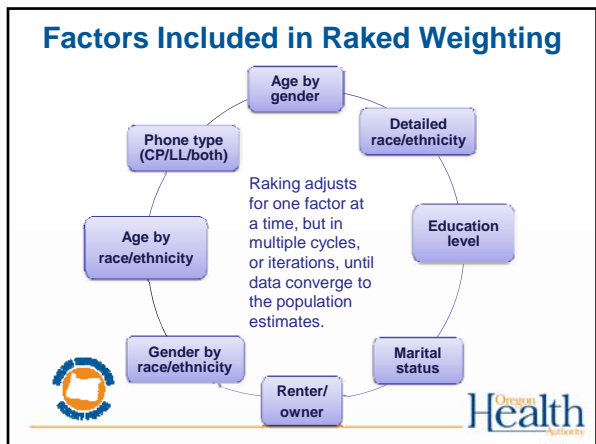 Factors Included in Raked Weighting
Age by
gender
Detailed
race/ethnicity
Education
level
Marital
status
Renter/
owner
Gender by
race/ethnicity
Age by
race/ethnicity
Phone type
(CP/LL/both)
Raking adjusts
for one factor at
a time, but in
multiple cycles,
or iterations, until
data converge to
the population
estimates.
Oregon
Health
Authority